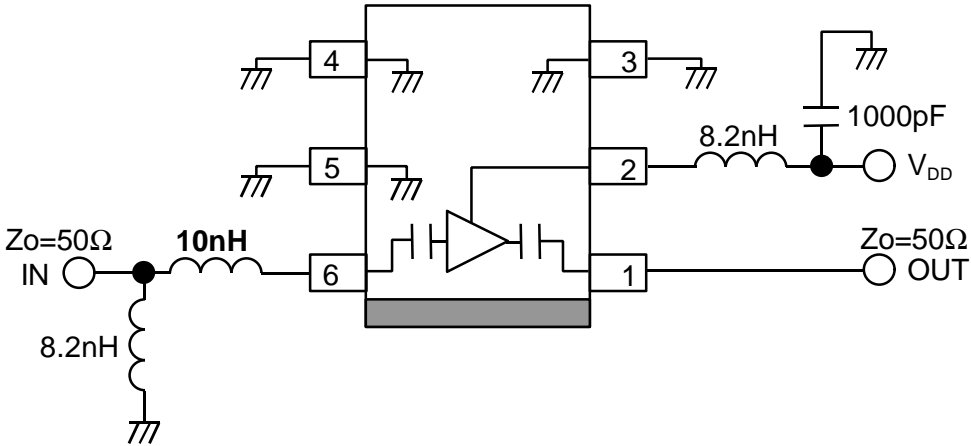 4
3
1000pF
8.2nH
5
2
V_DD
Zo=50Ω
IN
10nH
6
1
Zo=50Ω
OUT
8.2nH